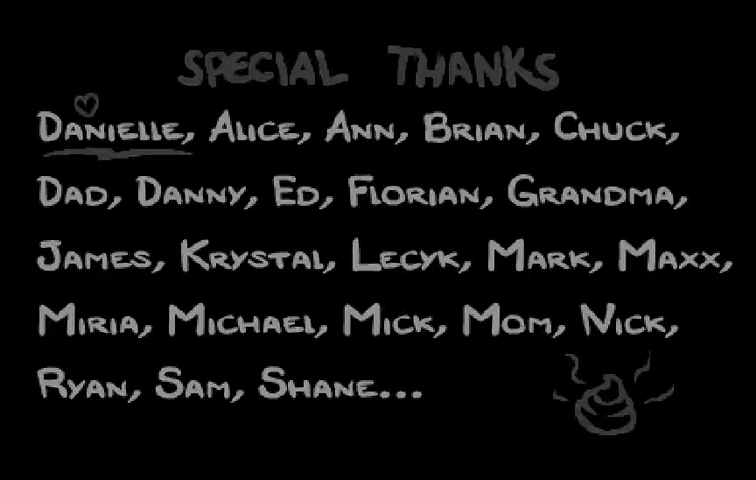 SPECIAL THANKS
DANIELLE, ALICE, ANN, BRIAN, CHUCK,
DAD, DANNY, ED, FLORIAN, GRANDMA,
JAMES, KRYSTAL, LECYK, MARK, MAXX,
MIRIA, MICHAEL, MICK, MOM, NICK,
RYAN, SAM, SHANE...